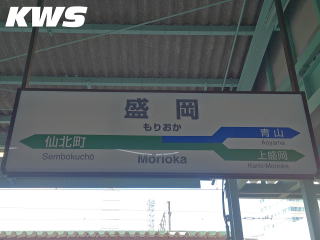 KWS
盛岡
もりおか
仙北町
Sembokuchō
Morioka
青山
Aoyama
上盛岡
Kami-Morioka